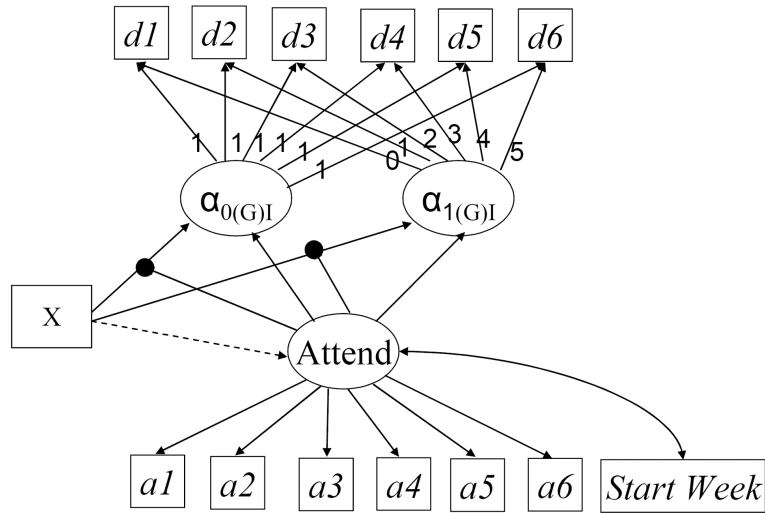 d1 d2 d3 d4 d5 d6
1 1 1 1 1 1 0 1 2 3 4 5
α0(G)I α1(G)I
X
Attend
a1 a2 a3 a4 a5 a6 Start Week